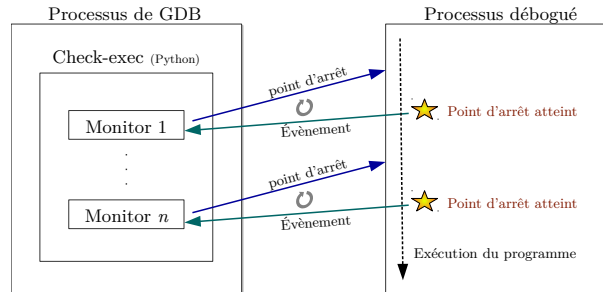 Processus de GDB
Processus débogué
Check-exec (Python)
point d'arrêt
Monitor 1
Point d'arrêt atteint
Évènement
point d'arrêt
Monitor n
Point d'arrêt atteint
Évènement
Exécution du programme